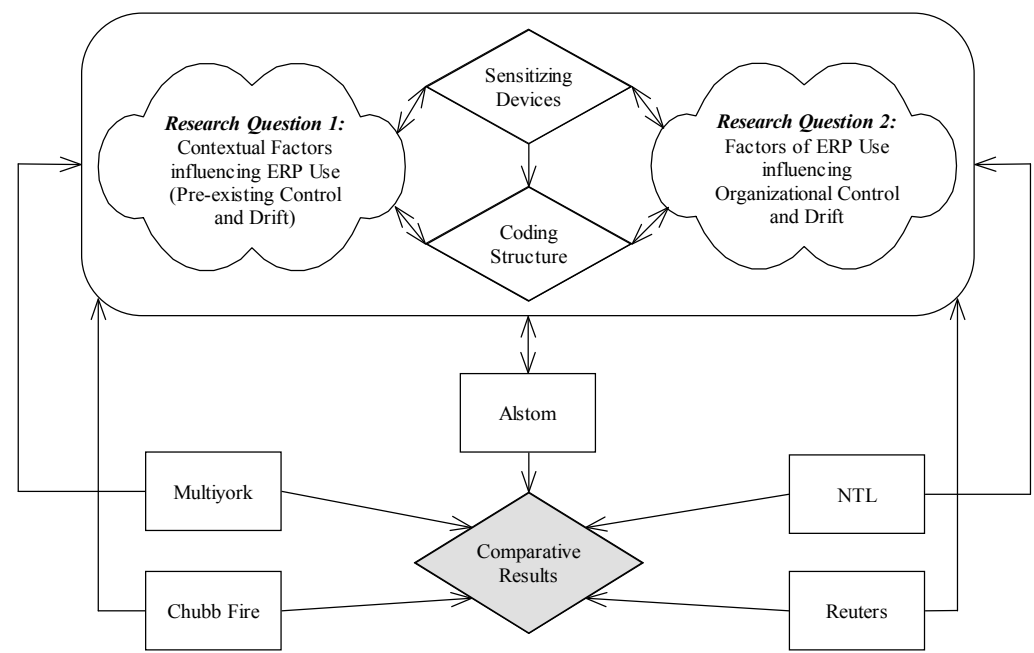 Sensitizing
Devices
Research Question 1:
Contextual Factors
influencing ERP Use
(Pre-existing Control
and Drift)
Research Question 2:
Factors of ERP Use
influencing
Organizational Control
and Drift
Coding
Structure
Alstom
Multiyork
NTL
Comparative
Results
Chubb Fire
Reuters